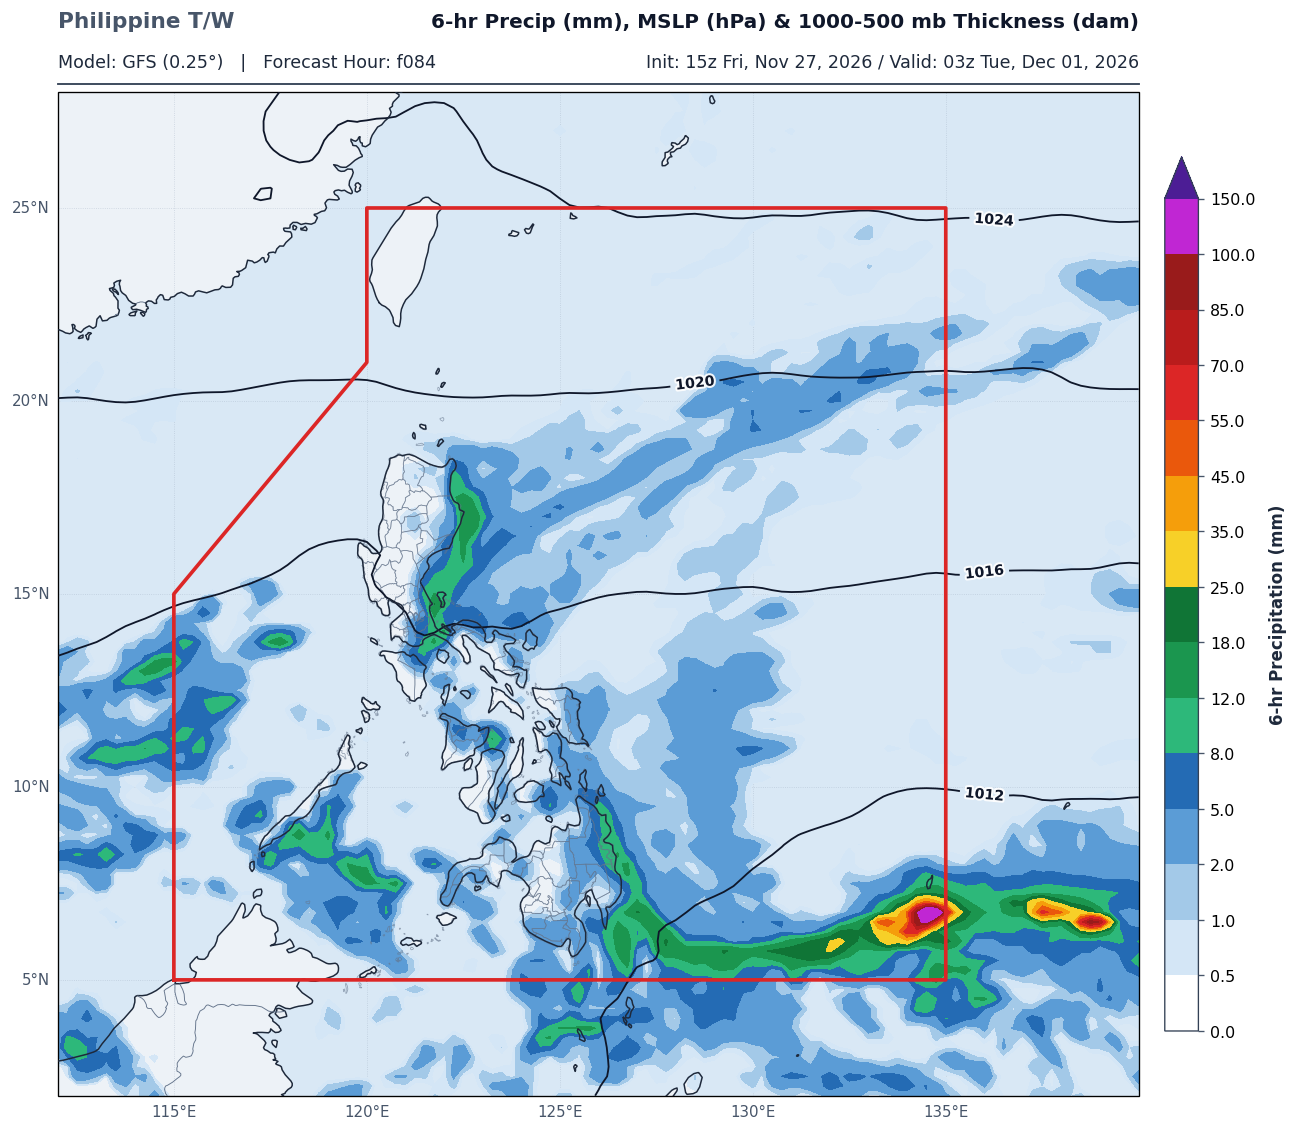 Philippine T/W
6-hr Precip (mm), MSLP (hPa) & 1000-500 mb Thickness (dam)
Model: GFS (0.25°) | Forecast Hour: f084
Init: 15z Fri, Nov 27, 2026 / Valid: 03z Tue, Dec 01, 2026
25°N
20°N
15°N
10°N
5°N
1024
1020
1016
1012
115°E
120°E
125°E
130°E
135°E
150.0
100.0
85.0
70.0
55.0
45.0
35.0
25.0
18.0
12.0
8.0
5.0
2.0
1.0
0.5
0.0
6-hr Precipitation (mm)